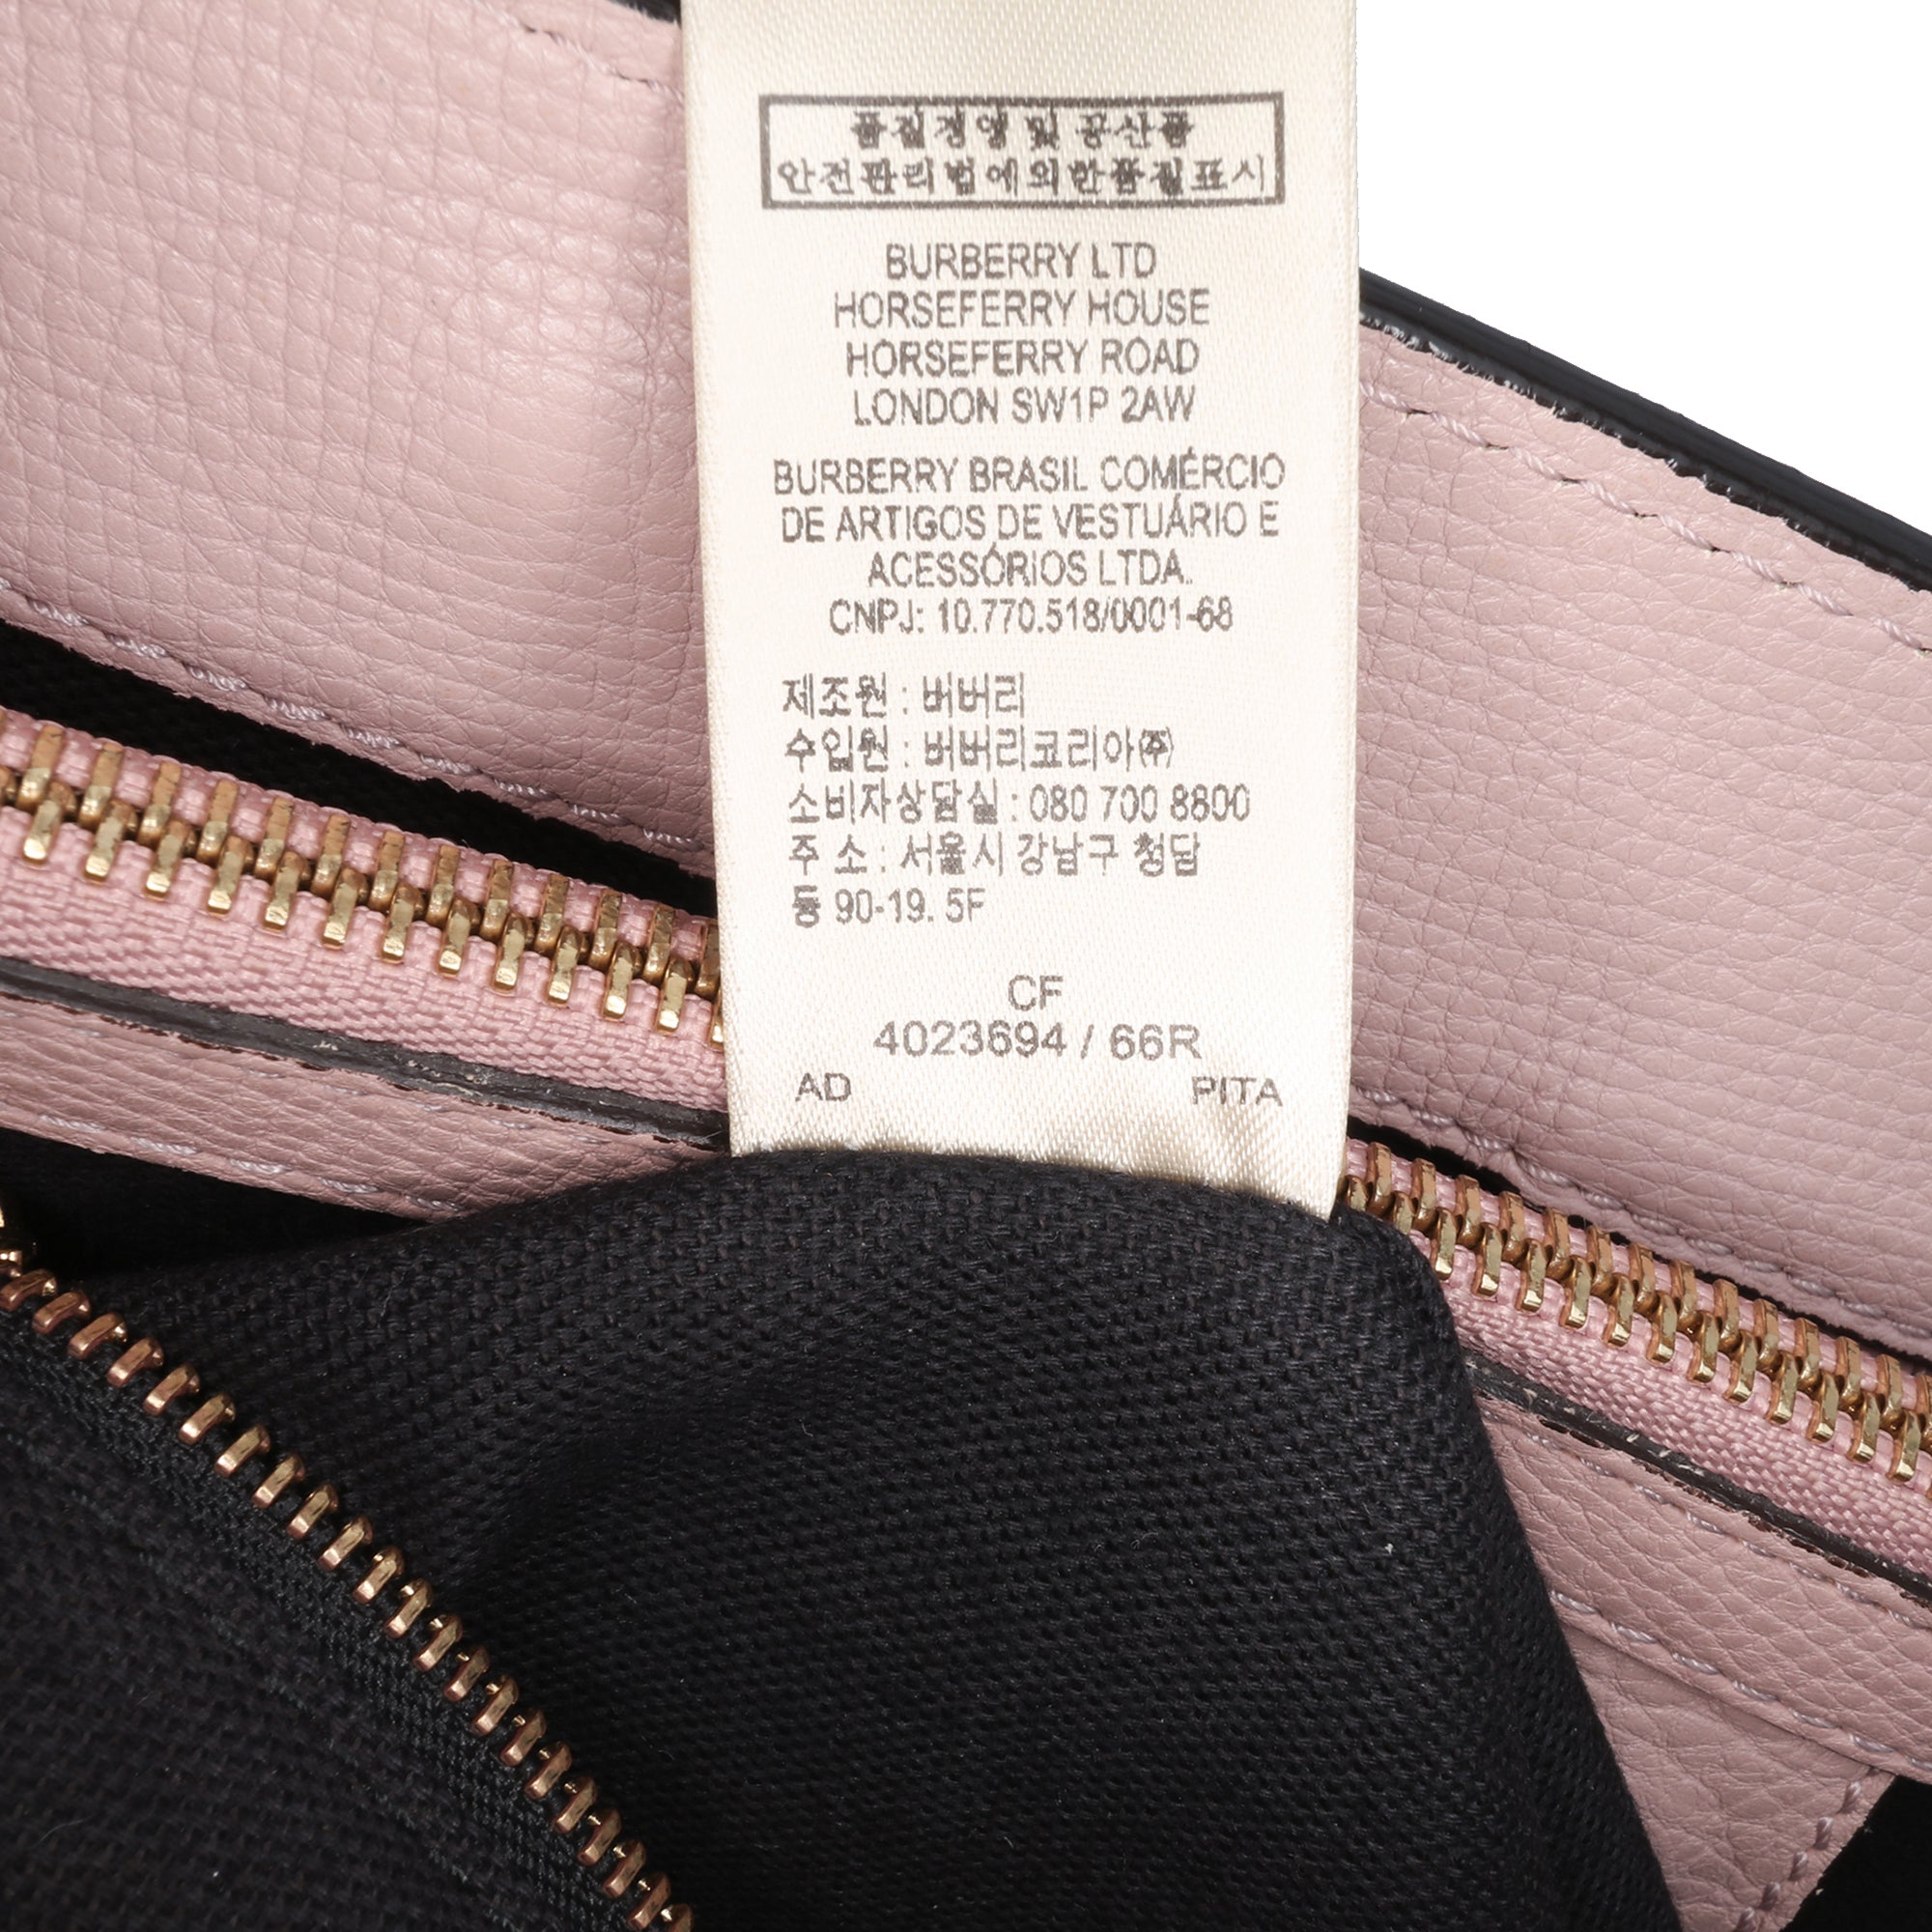 품질경영 및 공산품
안전관리법에의한품질표시
BURBERRY LTD
HORSEFERRY HOUSE
HORSEFERRY ROAD
LONDON SW1P 2AW
BURBERRY BRASIL COMÉRCIO
DE ARTIGOS DE VESTUÁRIO E
ACESSÓRIOS LTDA.
CNPJ: 10.770.518/0001-68
제조원 : 버버리
수입원 : 버버리코리아㈜
소비자상담실 : 080 700 8800
주 소 : 서울시 강남구 청담
동 90-19. 5F
CF
4023694 / 66R
AD PITA